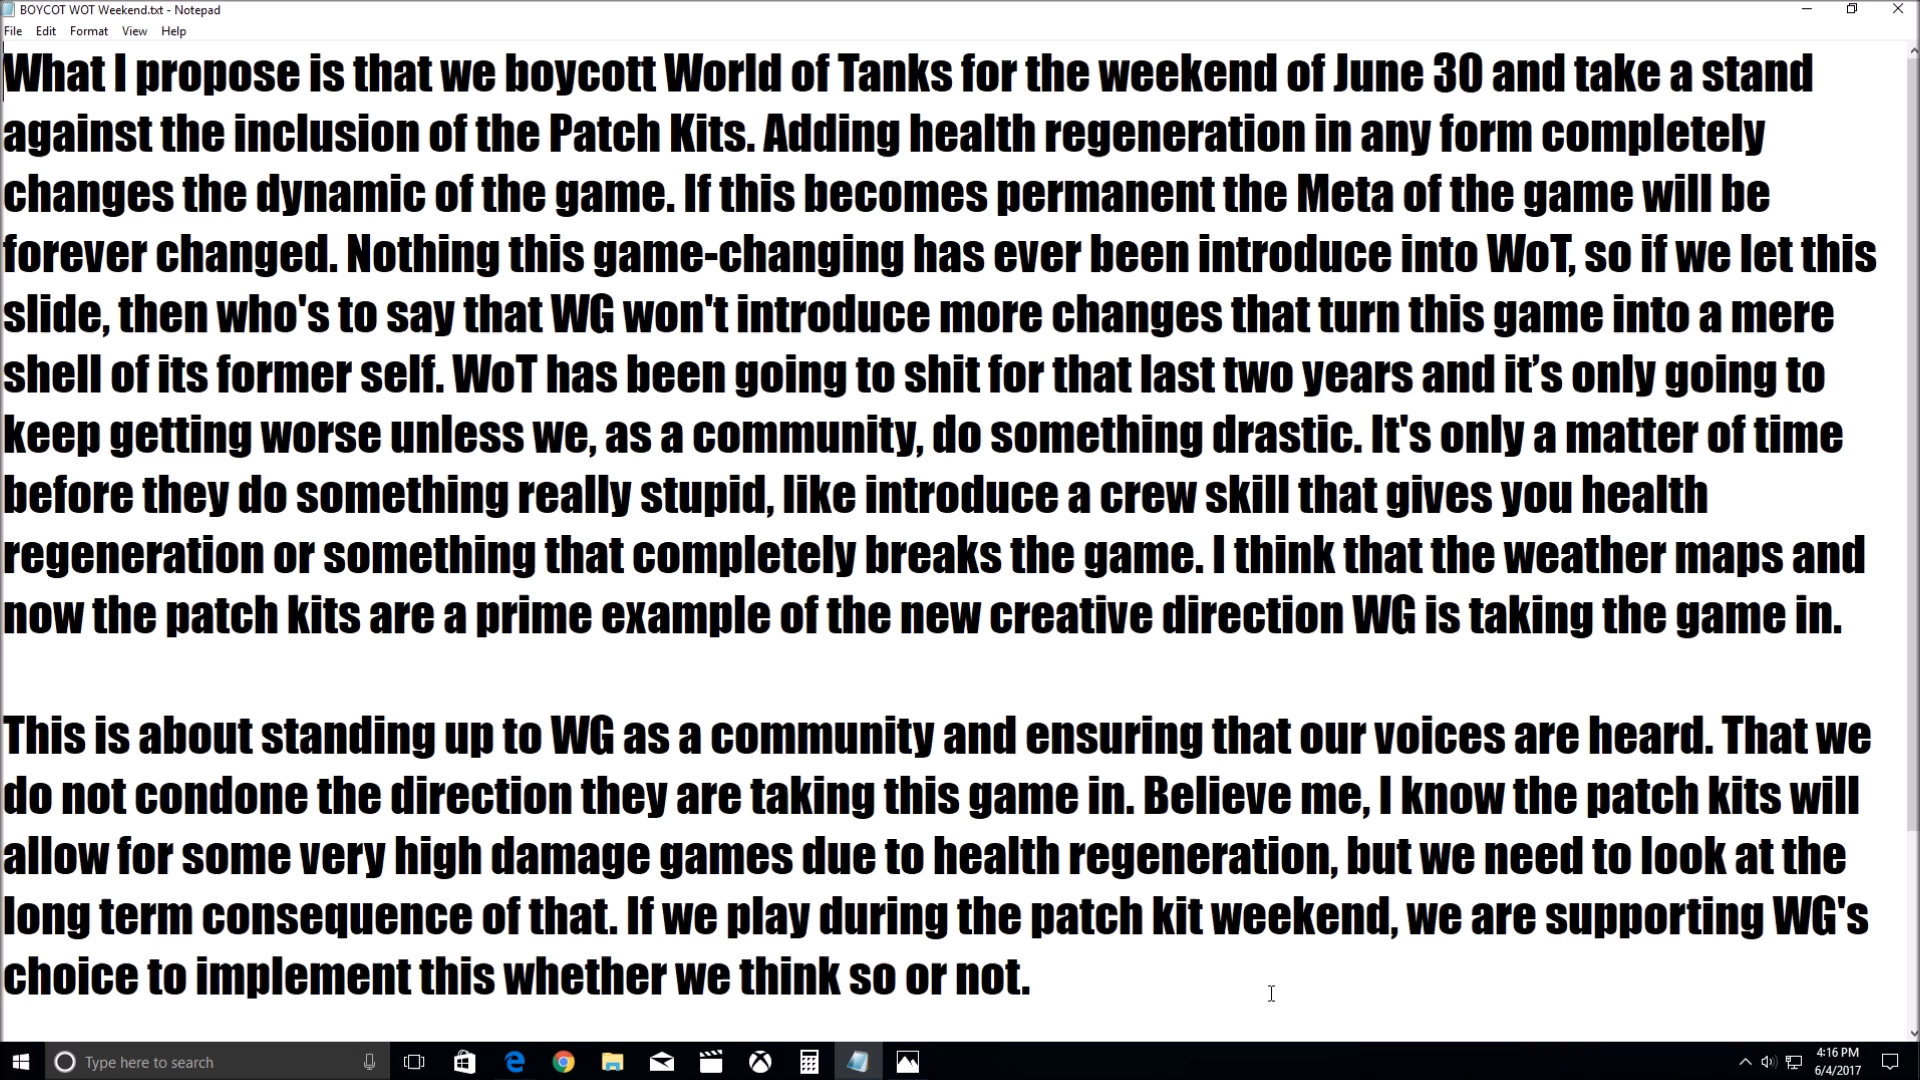 BOYCOT WOT Weekend.txt - Notepad
File Edit Format View Help
What I propose is that we boycott World of Tanks for the weekend of June 30 and take a stand
against the inclusion of the Patch Kits. Adding health regeneration in any form completely
changes the dynamic of the game. If this becomes permanent the Meta of the game will be
forever changed. Nothing this game-changing has ever been introduce into WoT, so if we let this
slide, then who's to say that WG won't introduce more changes that turn this game into a mere
shell of its former self. WoT has been going to shit for that last two years and it’s only going to
keep getting worse unless we, as a community, do something drastic. It's only a matter of time
before they do something really stupid, like introduce a crew skill that gives you health
regeneration or something that completely breaks the game. I think that the weather maps and
now the patch kits are a prime example of the new creative direction WG is taking the game in.
This is about standing up to WG as a community and ensuring that our voices are heard. That we
do not condone the direction they are taking this game in. Believe me, I know the patch kits will
allow for some very high damage games due to health regeneration, but we need to look at the
long term consequence of that. If we play during the patch kit weekend, we are supporting WG's
choice to implement this whether we think so or not.
Type here to search
4:16 PM
6/4/2017